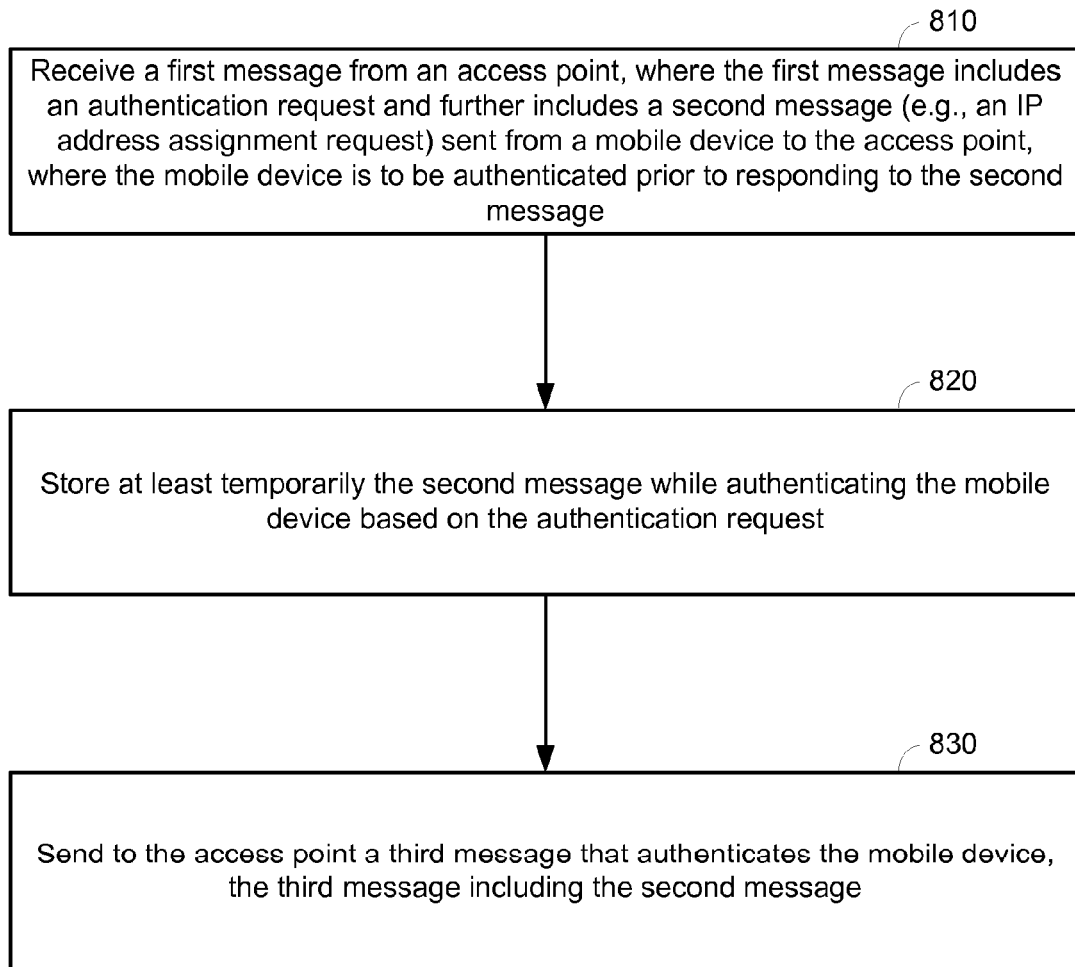 810
Receive a first message from an access point, where the first message includes
an authentication request and further includes a second message (e.g., an IP
address assignment request) sent from a mobile device to the access point,
where the mobile device is to be authenticated prior to responding to the second
message
820
Store at least temporarily the second message while authenticating the mobile
device based on the authentication request
830
Send to the access point a third message that authenticates the mobile device,
the third message including the second message